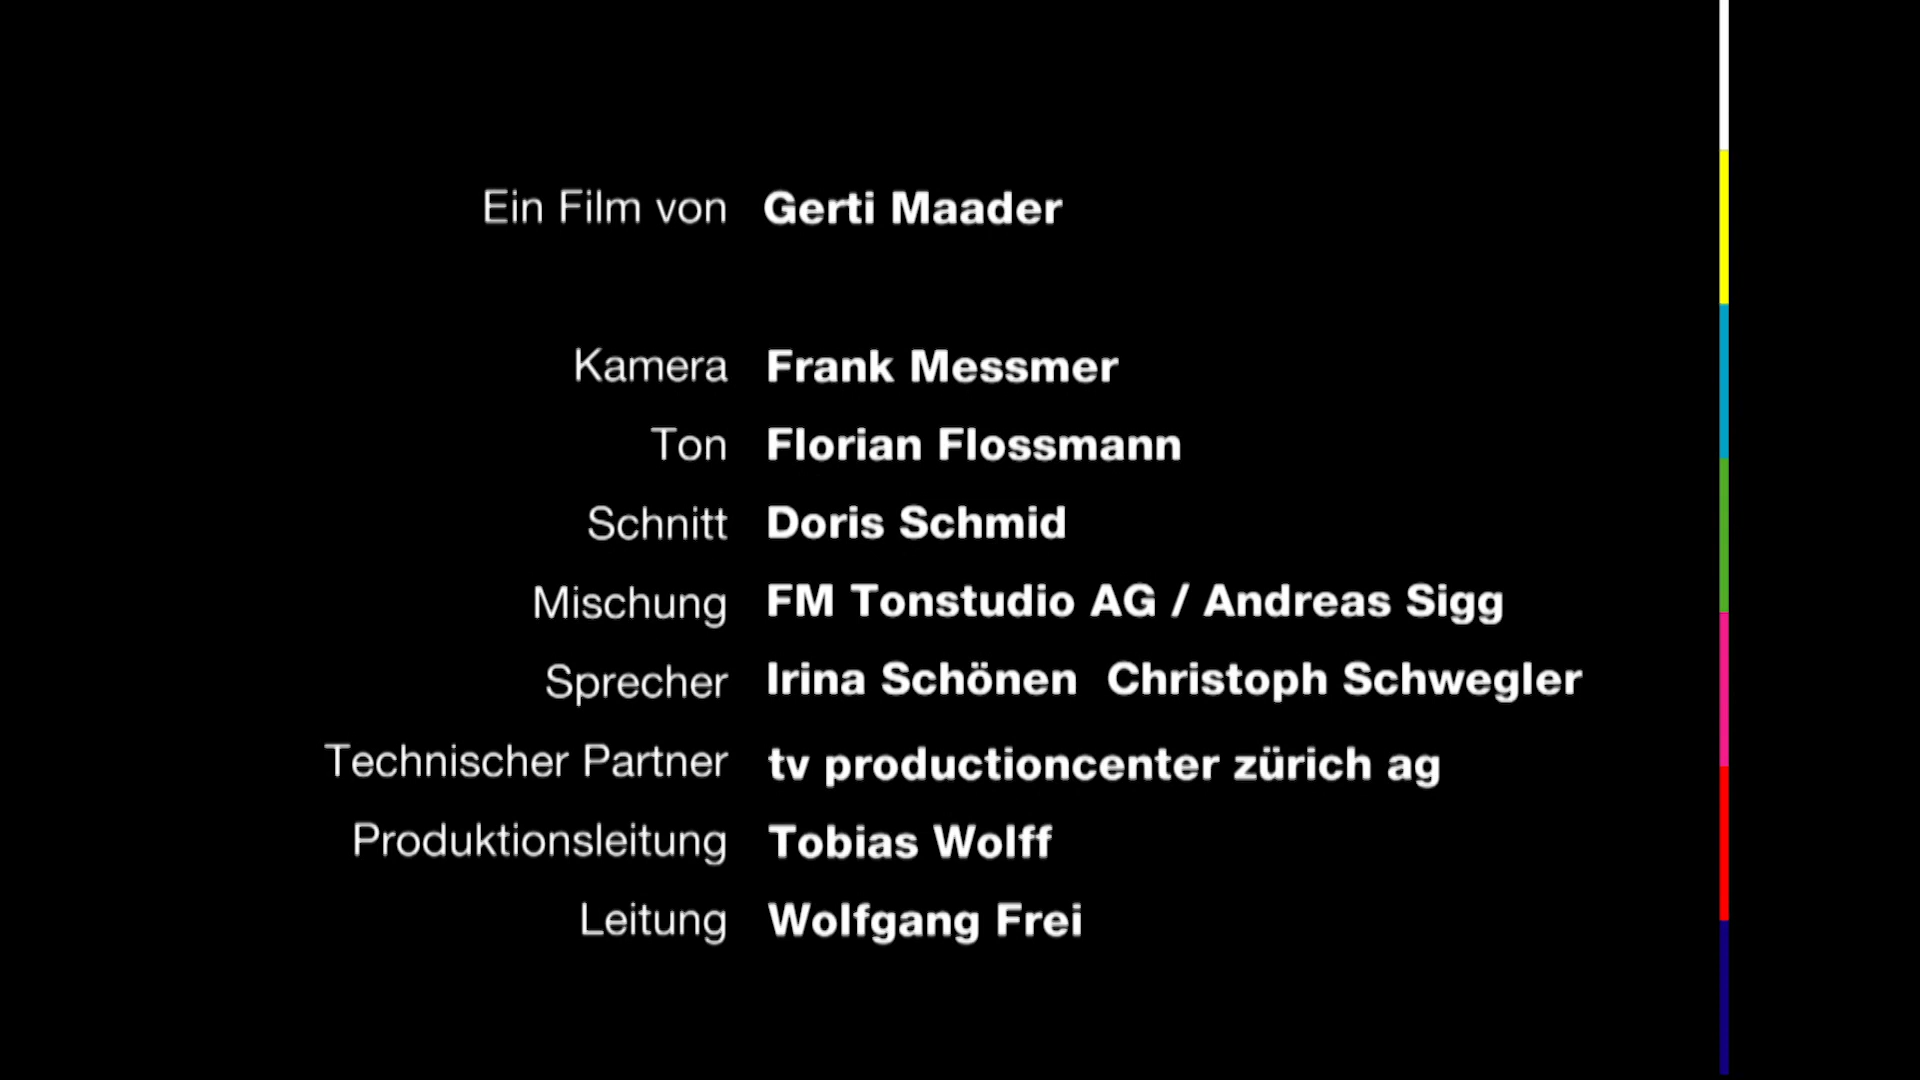 Ein Film von Gerti Maader
Kamera Frank Messmer
Ton Florian Flossmann
Schnitt Doris Schmid
Mischung FM Tonstudio AG / Andreas Sigg
Sprecher Irina Schönen Christoph Schwegler
Technischer Partner tv productioncenter zürich ag
Produktionsleitung Tobias Wolff
Leitung Wolfgang Frei